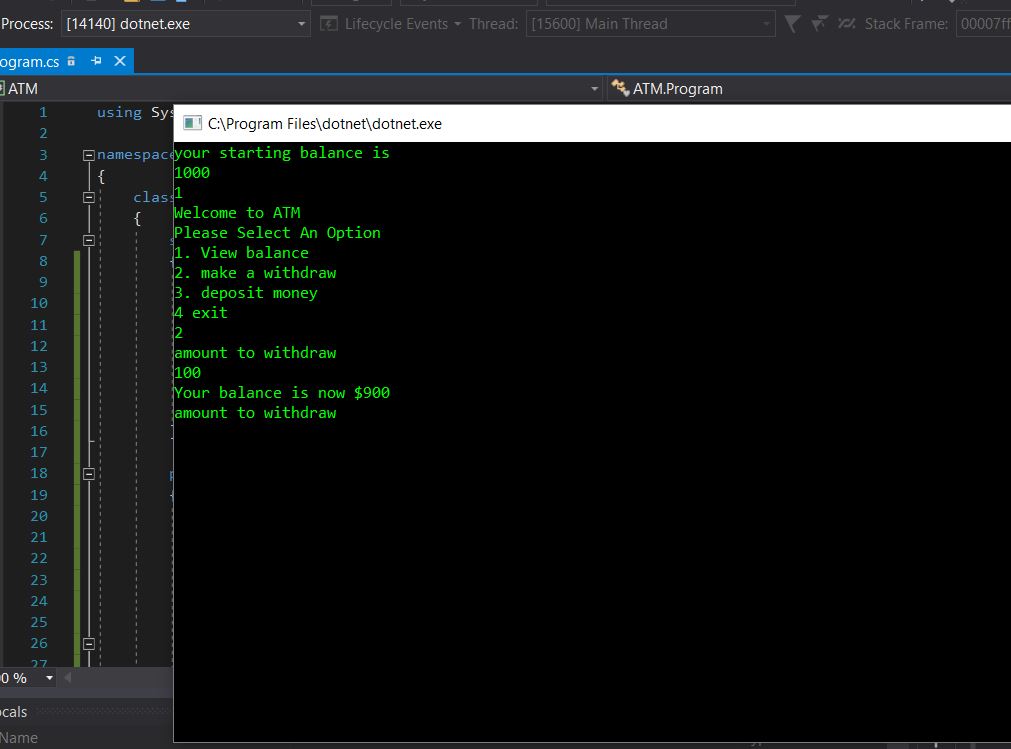 Process: [14140] dotnet.exe Lifecycle Events Thread: [15600] Main Thread Stack Frame: 00007ff
ogram.cs
ATM ATM.Program
C:\Program Files\dotnet\dotnet.exe
1 using Sys
2
3 namespace
4 {
5 class
6 {
7
8
9
10
11
12
13
14
15
16
17
18
19
20
21
22
23
24
25
26
27
your starting balance is
1000
1
Welcome to ATM
Please Select An Option
1. View balance
2. make a withdraw
3. deposit money
4 exit
2
amount to withdraw
100
Your balance is now $900
amount to withdraw
0 %
ocals
Name